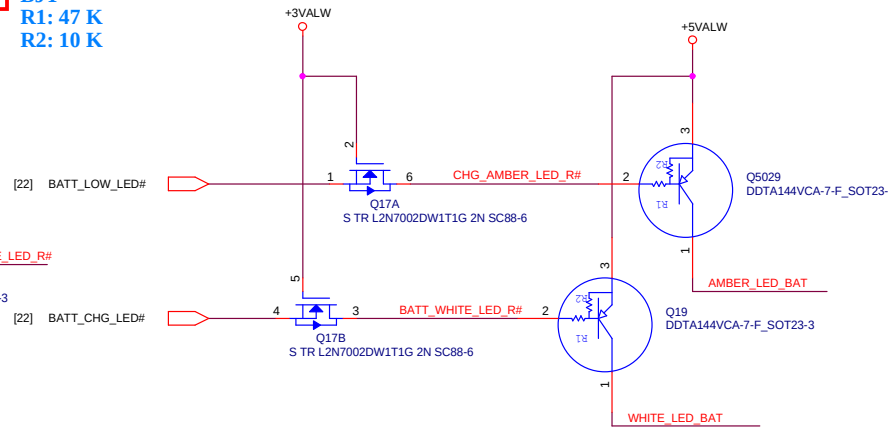 R1: 47 K
R2: 10 K
+3VALW
+5VALW
3
2
[22] BATT_LOW_LED#
1
6
CHG_AMBER_LED_R#
2
R2
R1
Q5029
DDTA144VCA-7-F_SOT23-
Q17A
S TR L2N7002DW1T1G 2N SC88-6
1
E_LED_R#
5
3
AMBER_LED_BAT
-3
[22] BATT_CHG_LED#
4
3
BATT_WHITE_LED_R#
2
R2
R1
Q19
DDTA144VCA-7-F_SOT23-3
Q17B
S TR L2N7002DW1T1G 2N SC88-6
1
WHITE_LED_BAT